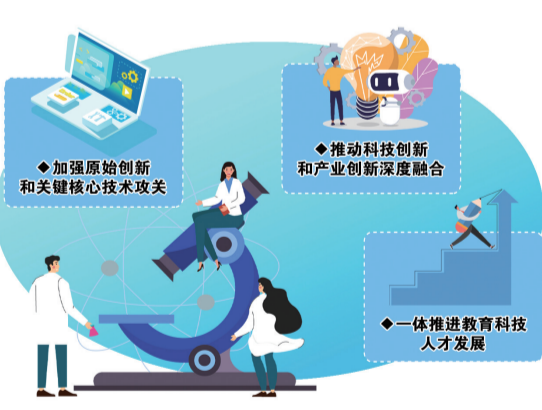 ◆加强原始创新
和关键核心技术攻关
◆推动科技创新
和产业创新深度融合
◆一体推进教育科技
人才发展